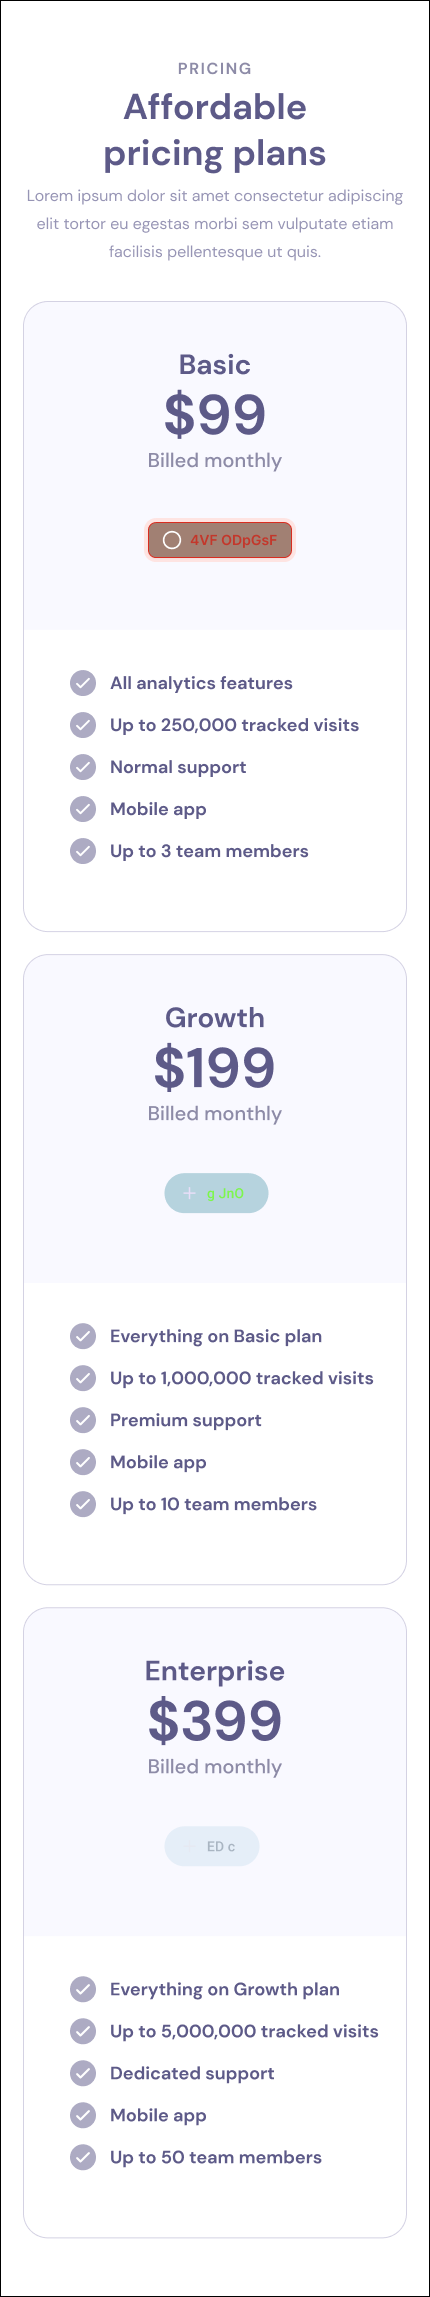 PRICING
Affordable
pricing plans
Lorem ipsum dolor sit amet consectetur adipiscing
elit tortor eu egestas morbi sem vulputate etiam
facilisis pellentesque ut quis.
Basic
$99
Billed monthly
4VF ODpGsF
All analytics features
Up to 250,000 tracked visits
Normal support
Mobile app
Up to 3 team members
Growth
$199
Billed monthly
g JnO
Everything on Basic plan
Up to 1,000,000 tracked visits
Premium support
Mobile app
Up to 10 team members
Enterprise
$399
Billed monthly
ED c
Everything on Growth plan
Up to 5,000,000 tracked visits
Dedicated support
Mobile app
Up to 50 team members